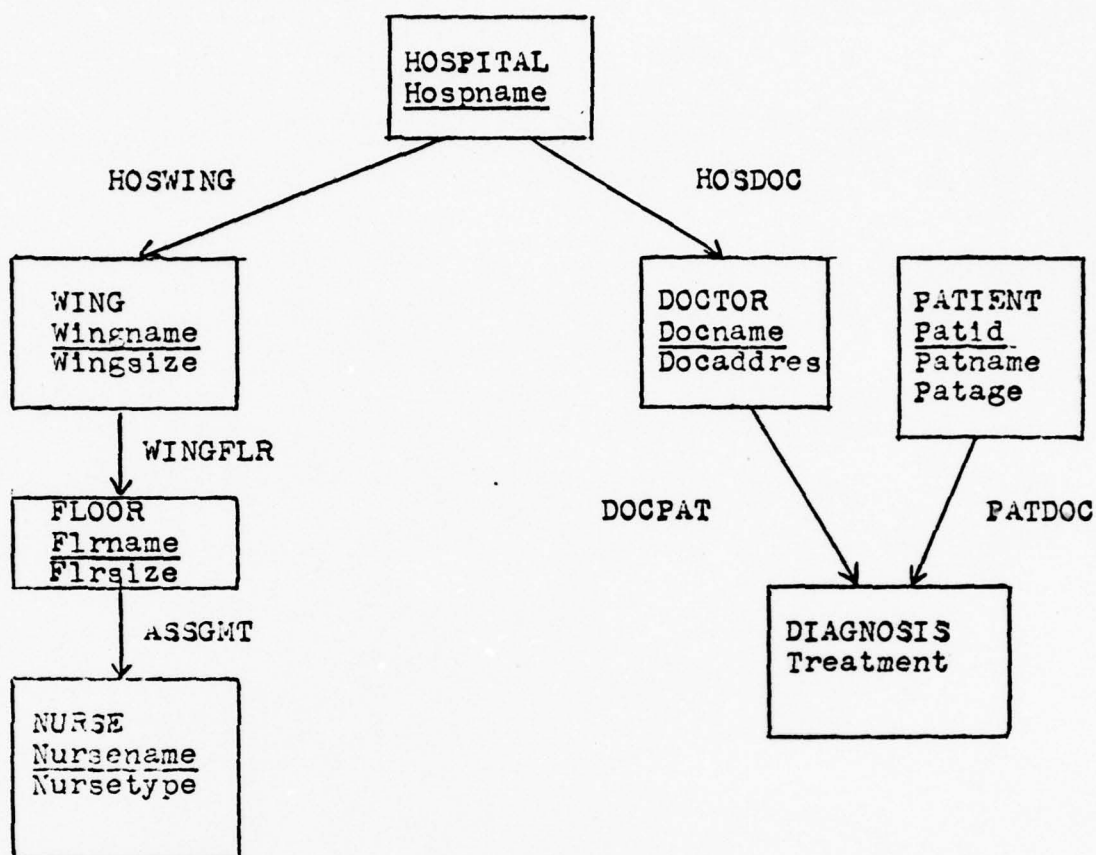 HOSPITAL
Hospname
HOSWING
HOSDOC
WING
Wingname
Wingsize
DOCTOR
Docname
Docaddres
PATIENT
Patid
Patname
Patage
WINGFLR
FLOOR
Flrname
Flrsize
DOCPAT
PATDOC
ASSGMT
DIAGNOSIS
Treatment
NURSE
Nursename
Nursetype